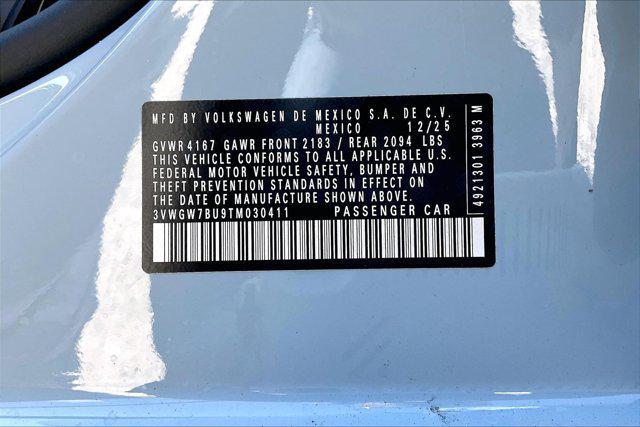 MFD BY VOLKSWAGEN DE MEXICO S.A. DE C.V.
MEXICO 12/25
GVWR 4167 GAWR FRONT 2183 / REAR 2094 LBS
THIS VEHICLE CONFORMS TO ALL APPLICABLE U.S.
FEDERAL MOTOR VEHICLE SAFETY, BUMPER AND
THEFT PREVENTION STANDARDS IN EFFECT ON
THE DATE OF MANUFACTURE SHOWN ABOVE.
3VWGW7BU9TM030411 PASSENGER CAR
4921301 3963 M